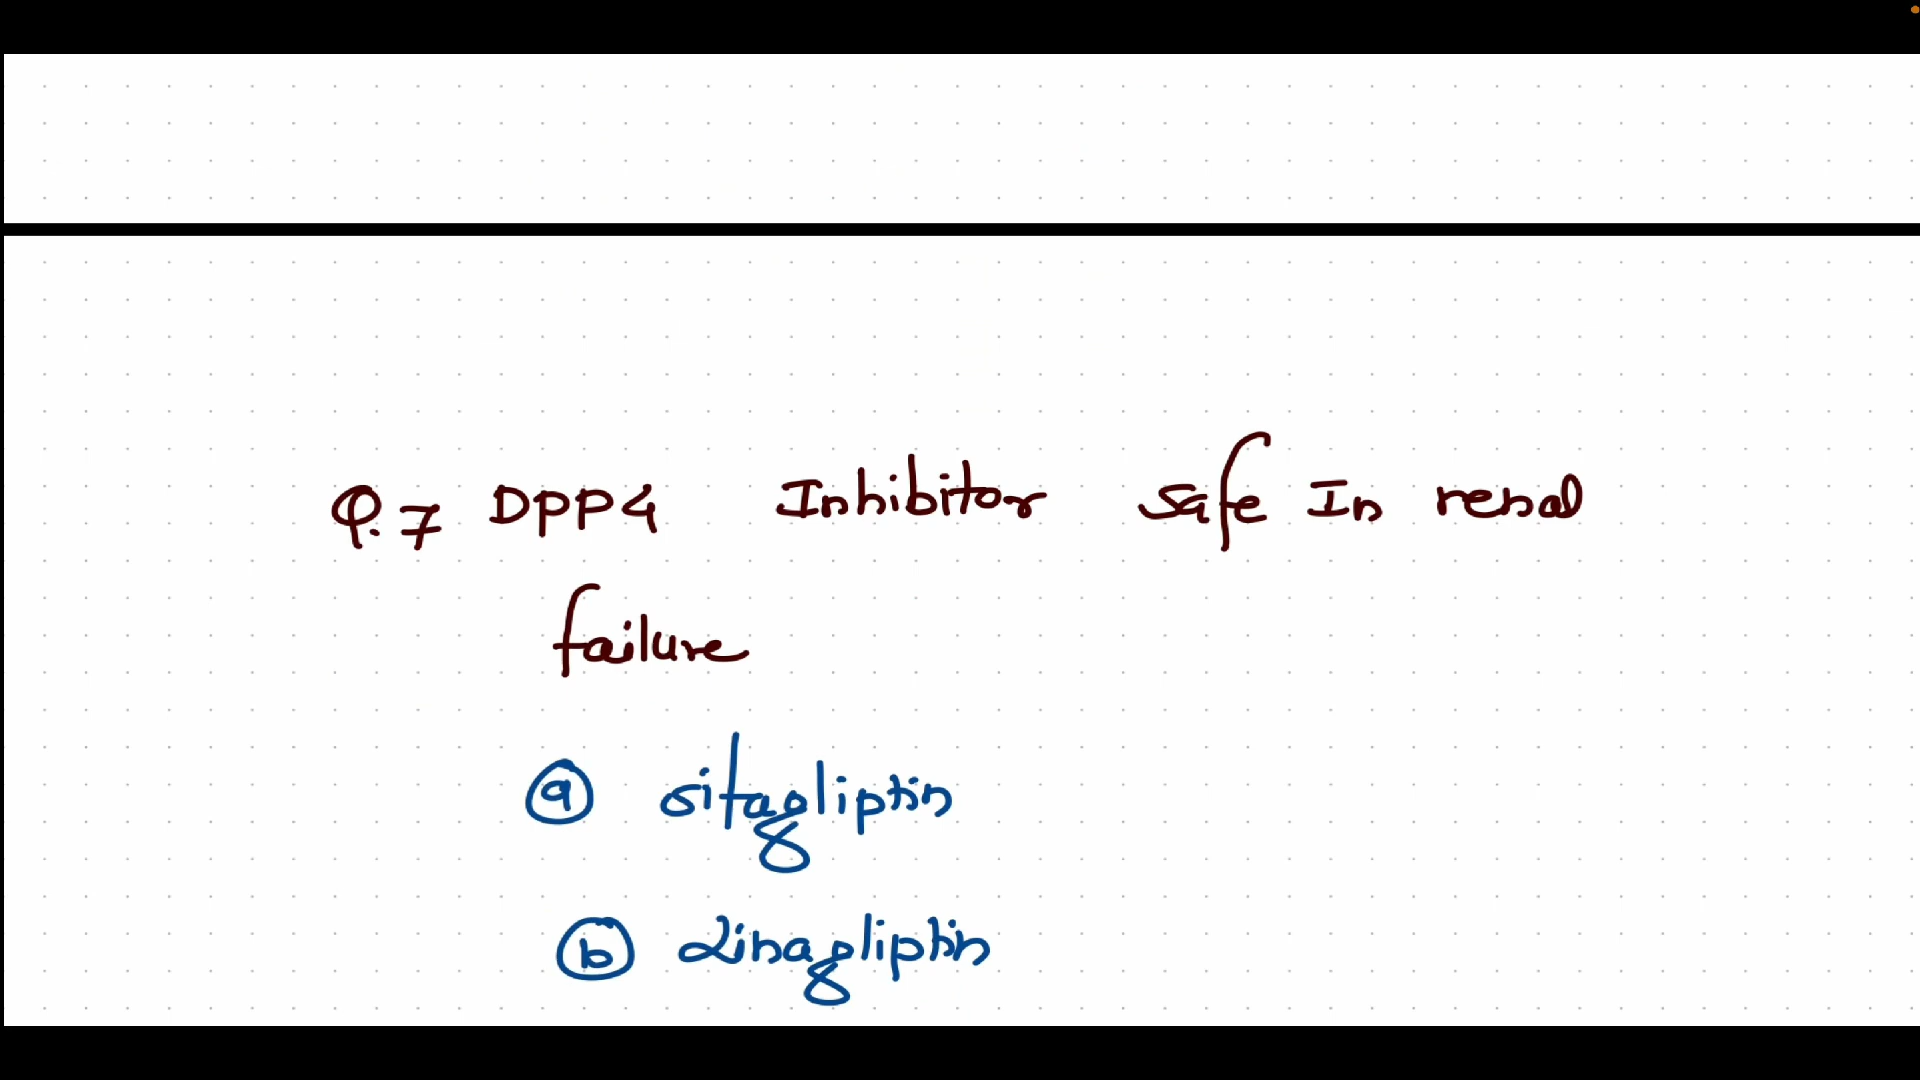 Q.7 DPP4 Inhibitor safe In renal
failure
a sitagliptin
b Linagliptin